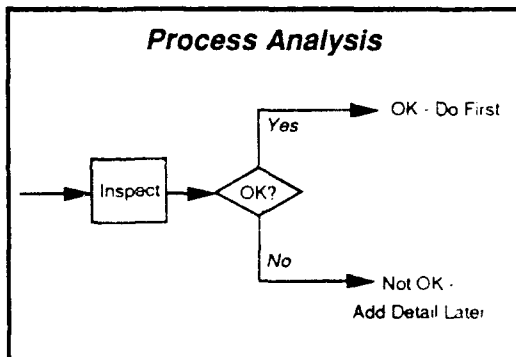 Process Analysis
Yes
OK - Do First
Inspect
OK?
No
Not OK -
Add Detail Later